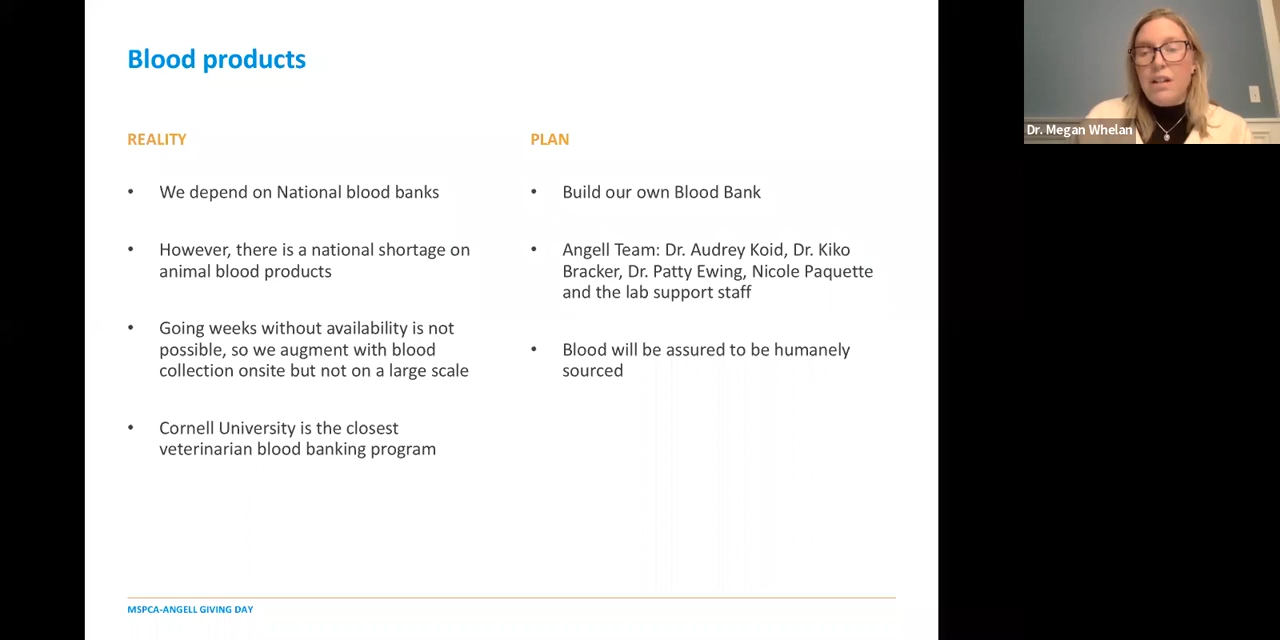 Blood products
REALITY
• We depend on National blood banks
• However, there is a national shortage on
animal blood products
• Going weeks without availability is not
possible, so we augment with blood
collection onsite but not on a large scale
• Cornell University is the closest
veterinarian blood banking program
PLAN
• Build our own Blood Bank
• Angell Team: Dr. Audrey Koid, Dr. Kiko
Bracker, Dr. Patty Ewing, Nicole Paquette
and the lab support staff
• Blood will be assured to be humanely
sourced
MSPCA-ANGELL GIVING DAY
Dr. Megan Whelan